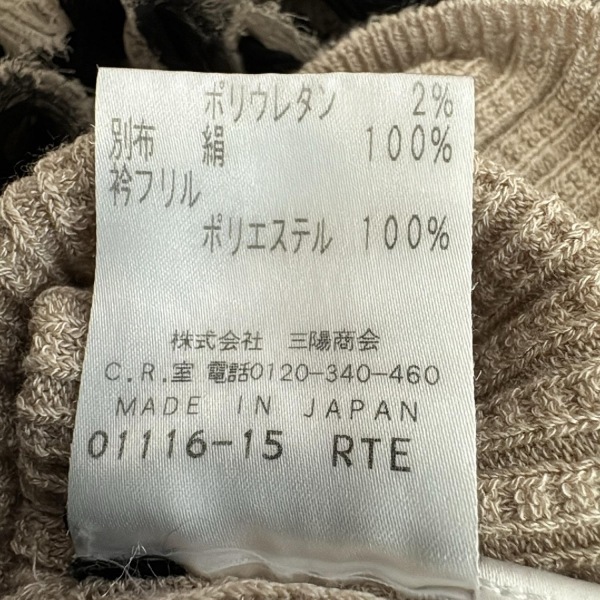 ポリウレタン 2%
別布 絹 100%
衿フリル
ポリエステル 100%
株式会社 三陽商会
C.R.室 電話0120-340-460
MADE IN JAPAN
01116-15 RTE